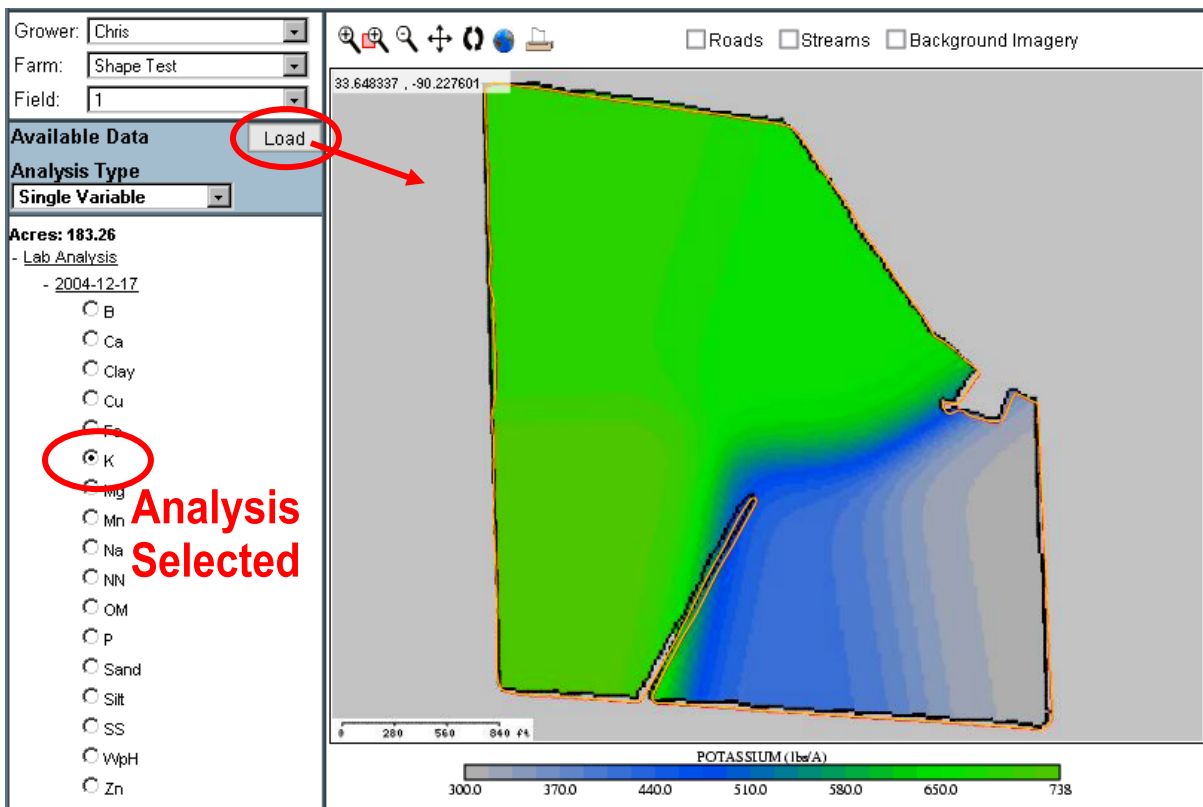 Grower: Chris
Farm: Shape Test
Field: 1
Available Data Load
Analysis Type
Single Variable
Acres: 183.26
- Lab Analysis
- 2004-12-17
B
Ca
Clay
Cu
Fe
K
Mg
Mn
Na
NN
OM
P
Sand
Silt
SS
WpH
Zn
Analysis
Selected
Roads Streams Background Imagery
33.648337 , -90.227601
0 280 560 840 ft
POTASSIUM (lbs/A)
300.0 370.0 440.0 510.0 580.0 650.0 738